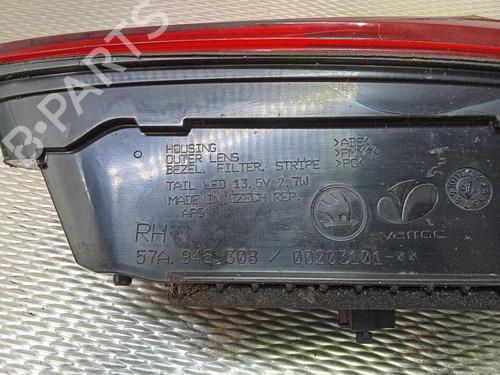 B-PARTS
HOUSING >ABS<
OUTER LENS
BEZEL, FILTER, STRIPE >PC<
TAIL LED 13.5V 2.7W
MADE IN CZECH REP.
APS
RH
57A.945.308 / 00203101-**